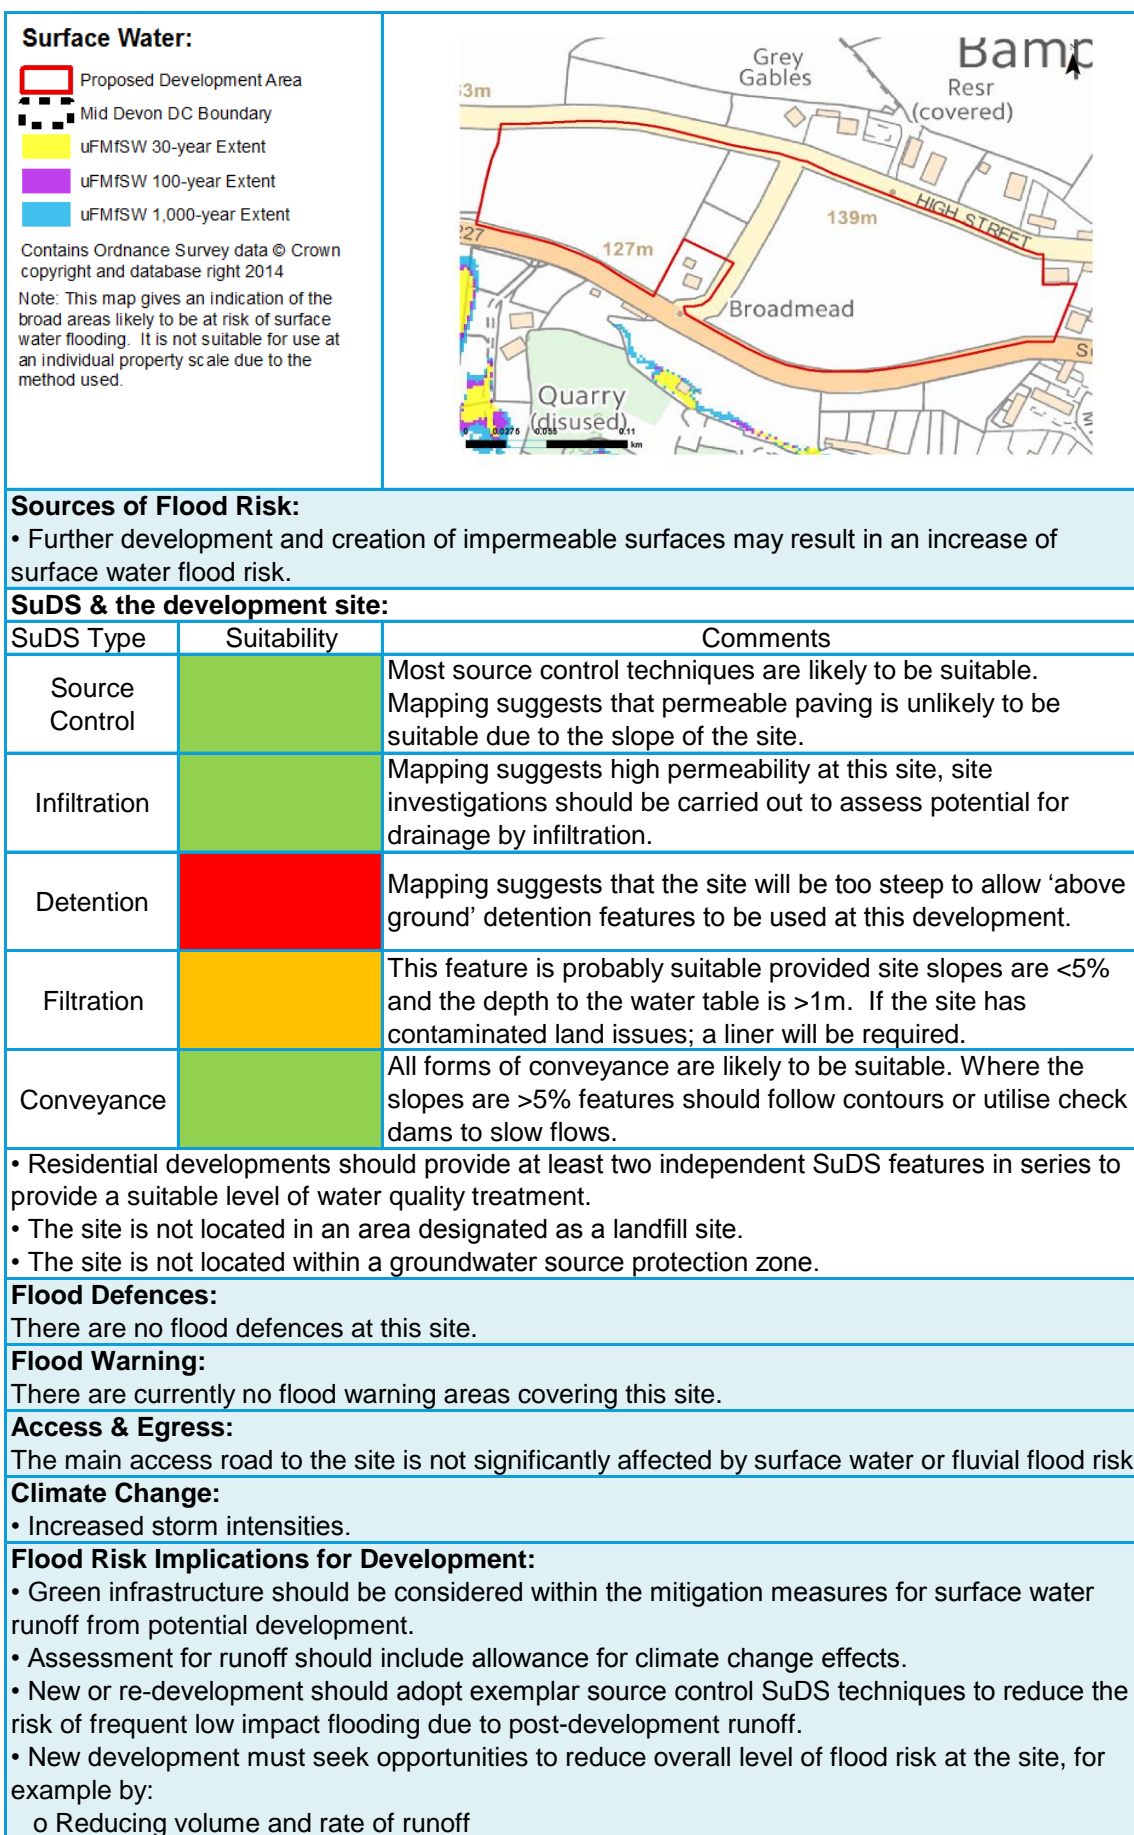 Surface Water:
Proposed Development Area
Mid Devon DC Boundary
uFMfSW 30-year Extent
uFMfSW 100-year Extent
uFMfSW 1,000-year Extent
Contains Ordnance Survey data © Crown
copyright and database right 2014
Note: This map gives an indication of the
broad areas likely to be at risk of surface
water flooding. It is not suitable for use at
an individual property scale due to the
method used.
Bamp
Grey
Gables
Resr
(covered)
3m
HIGH STREET
139m
227
127m
Broadmead
Quarry
(disused)
0 0.0275 0.055 0.11
km
Sources of Flood Risk:
• Further development and creation of impermeable surfaces may result in an increase of
surface water flood risk.
SuDS & the development site:
SuDS Type Suitability Comments
Source
Control
Most source control techniques are likely to be suitable.
Mapping suggests that permeable paving is unlikely to be
suitable due to the slope of the site.
Infiltration
Mapping suggests high permeability at this site, site
investigations should be carried out to assess potential for
drainage by infiltration.
Detention
Mapping suggests that the site will be too steep to allow ‘above
ground’ detention features to be used at this development.
Filtration
This feature is probably suitable provided site slopes are <5%
and the depth to the water table is >1m. If the site has
contaminated land issues; a liner will be required.
Conveyance
All forms of conveyance are likely to be suitable. Where the
slopes are >5% features should follow contours or utilise check
dams to slow flows.
• Residential developments should provide at least two independent SuDS features in series to
provide a suitable level of water quality treatment.
• The site is not located in an area designated as a landfill site.
• The site is not located within a groundwater source protection zone.
Flood Defences:
There are no flood defences at this site.
Flood Warning:
There are currently no flood warning areas covering this site.
Access & Egress:
The main access road to the site is not significantly affected by surface water or fluvial flood risk
Climate Change:
• Increased storm intensities.
Flood Risk Implications for Development:
• Green infrastructure should be considered within the mitigation measures for surface water
runoff from potential development.
• Assessment for runoff should include allowance for climate change effects.
• New or re-development should adopt exemplar source control SuDS techniques to reduce the
risk of frequent low impact flooding due to post-development runoff.
• New development must seek opportunities to reduce overall level of flood risk at the site, for
example by:
o Reducing volume and rate of runoff